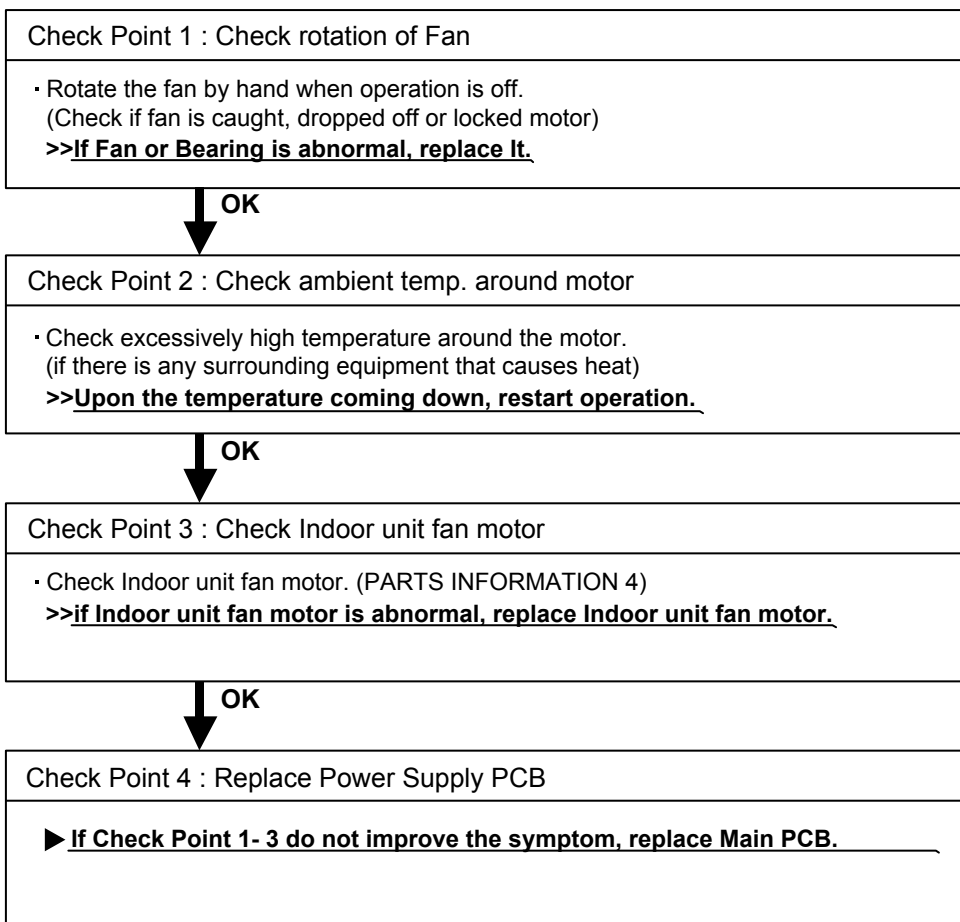 Check Point 1 : Check rotation of Fan
· Rotate the fan by hand when operation is off.
(Check if fan is caught, dropped off or locked motor)
>>If Fan or Bearing is abnormal, replace It.
OK
Check Point 2 : Check ambient temp. around motor
· Check excessively high temperature around the motor.
(if there is any surrounding equipment that causes heat)
>>Upon the temperature coming down, restart operation.
OK
Check Point 3 : Check Indoor unit fan motor
· Check Indoor unit fan motor. (PARTS INFORMATION 4)
>>if Indoor unit fan motor is abnormal, replace Indoor unit fan motor.
OK
Check Point 4 : Replace Power Supply PCB
▶ If Check Point 1- 3 do not improve the symptom, replace Main PCB.